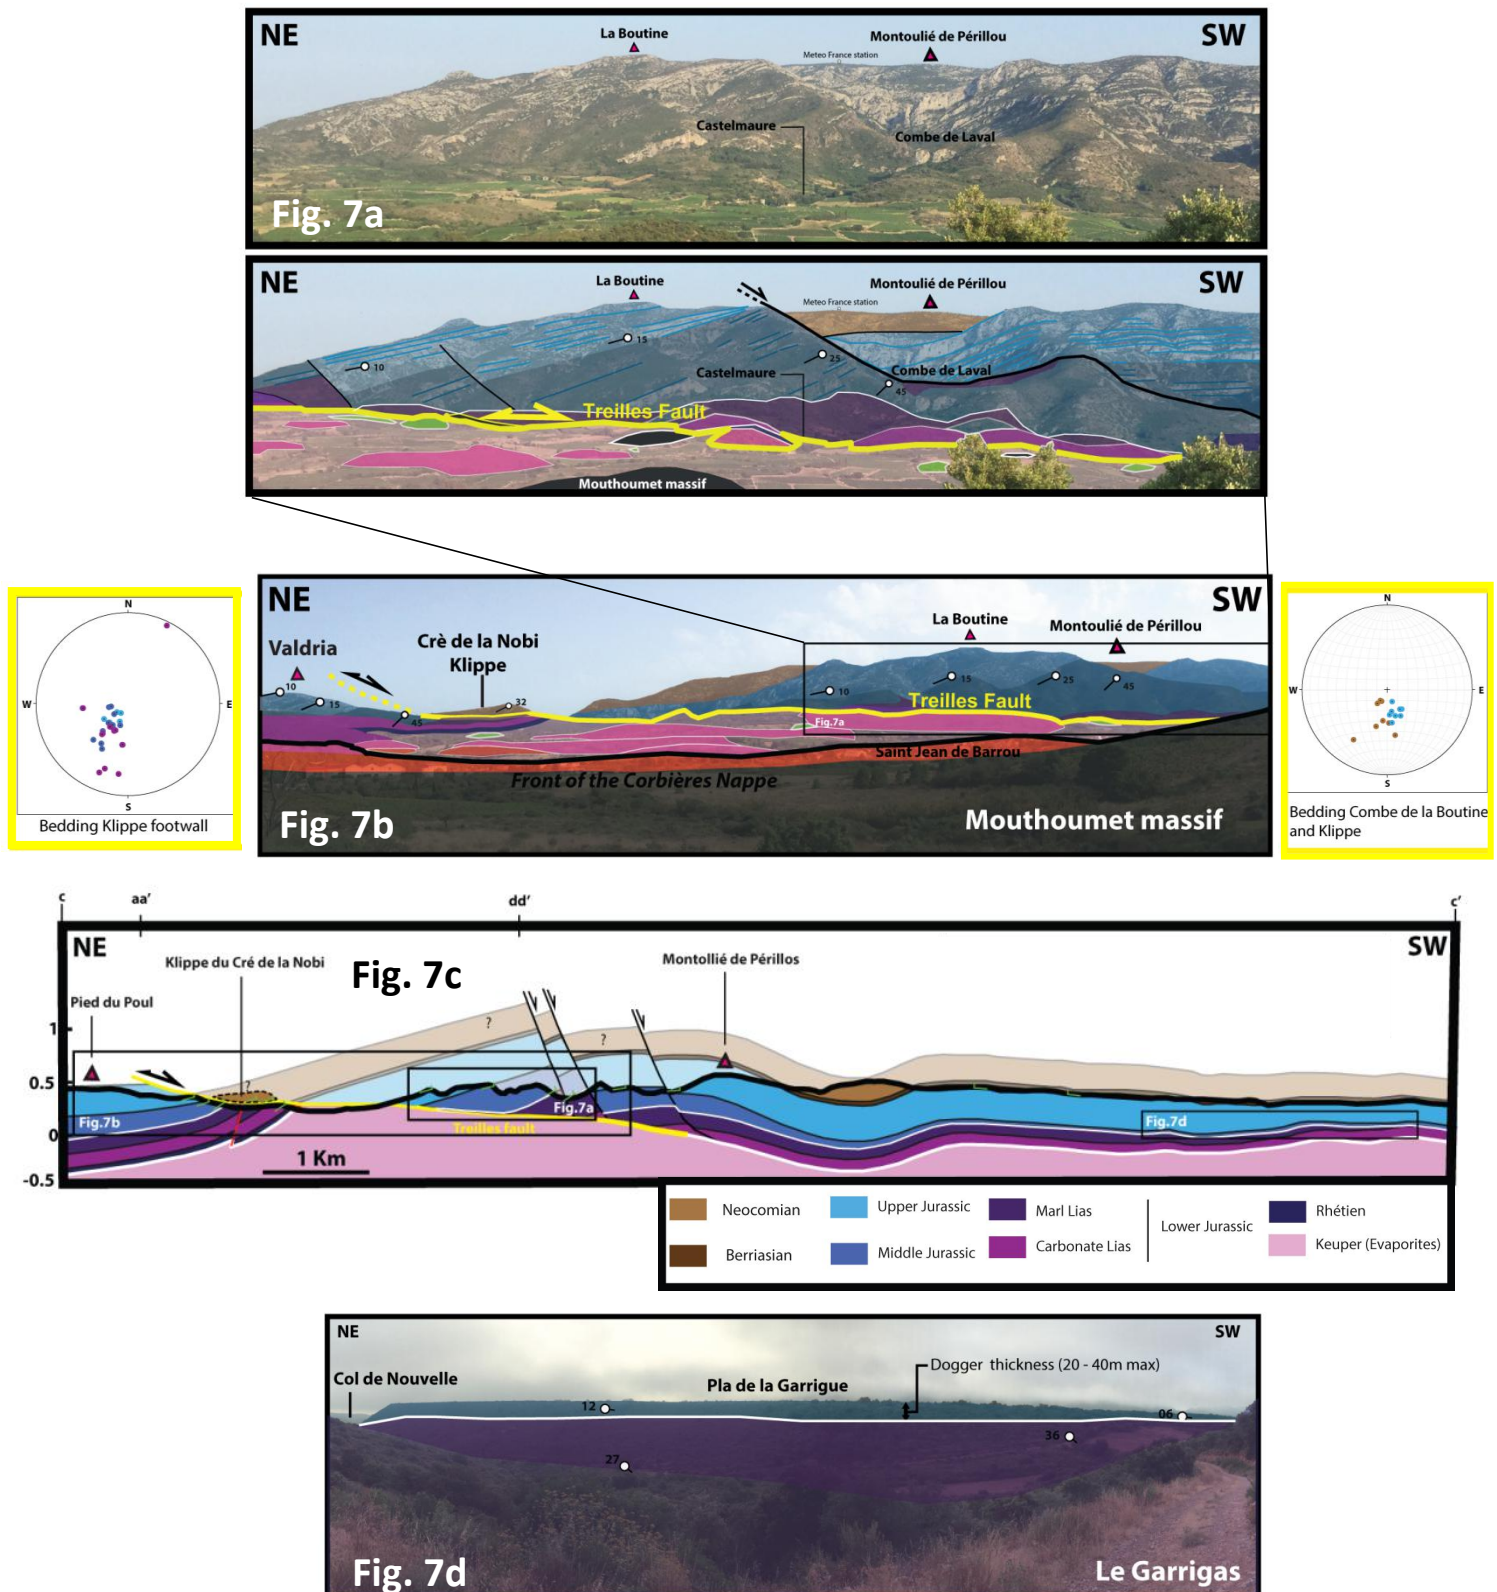 NE
La Boutine
Montoulié de Périllou
SW
Meteo France station
Castelmaure
Combe de Laval
Fig. 7a
NE
La Boutine
Montoulié de Périllou
SW
Meteo France station
15
10
25
Castelmaure
Combe de Laval
45
Treilles Fault
Mouthoumet massif
N
W
E
S
Bedding Klippe footwall
NE
SW
Valdria
Crè de la Nobi
Klippe
La Boutine
Montoulié de Périllou
10
15
45
32
10
15
25
45
Treilles Fault
Fig.7a
Saint Jean de Barrou
Front of the Corbières Nappe
Fig. 7b
Mouthoumet massif
N
W
E
S
Bedding Combe de la Boutine
and Klippe
c
aa'
dd'
c'
NE
SW
Klippe du Cré de la Nobi
Fig. 7c
Montollié de Périllos
Pied du Poul
1
?
?
?
0.5
Fig.7b
Fig.7a
Fig.7d
Treilles fault
0
1 Km
-0.5
Neocomian
Upper Jurassic
Marl Lias
Lower Jurassic
Rhétien
Berriasian
Middle Jurassic
Carbonate Lias
Keuper (Evaporites)
NE
SW
Dogger thickness (20 - 40m max)
Col de Nouvelle
Pla de la Garrigue
12
06
36
27
Fig. 7d
Le Garrigas